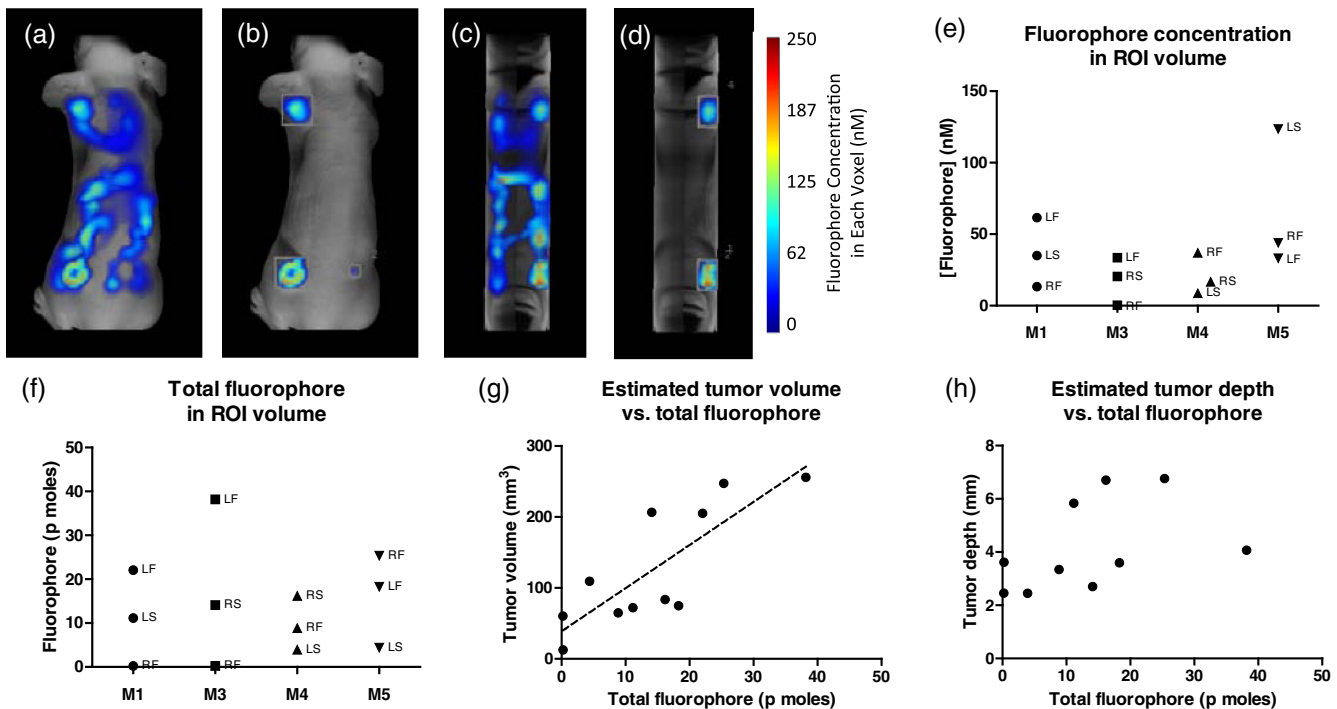 (a)
(b)
(c)
(d)
250
187
125
62
0
Fluorophore Concentration
in Each Voxel (nM)
(e)
Fluorophore concentration
in ROI volume
[Fluorophore] (nM)
150
100
50
0
LF
LS
RF
LF
RS
RF
RF
RS
LS
LS
RF
LF
M1 M3 M4 M5
(f)
Total fluorophore
in ROI volume
Fluorophore (p moles)
50
40
30
20
10
0
LF
LS
RF
LF
RS
RF
RS
RF
LS
RF
LF
LS
M1 M3 M4 M5
(g)
Estimated tumor volume
vs. total fluorophore
Tumor volume (mm³)
300
200
100
0
0 10 20 30 40 50
Total fluorophore (p moles)
(h)
Estimated tumor depth
vs. total fluorophore
Tumor depth (mm)
8
6
4
2
0
0 10 20 30 40 50
Total fluorophore (p moles)